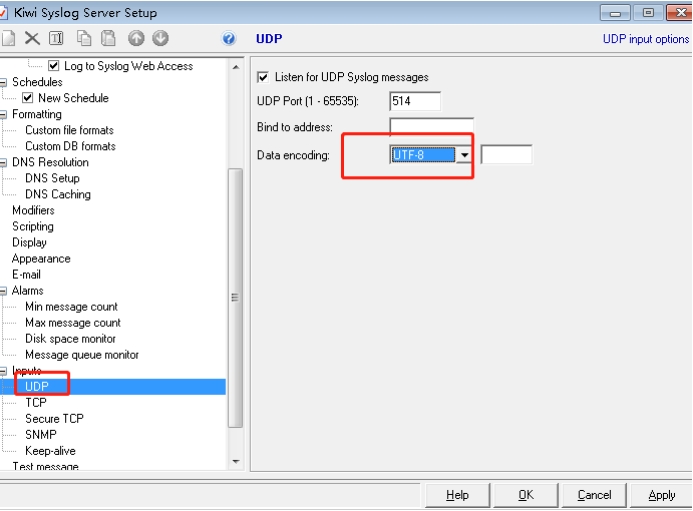 Kiwi Syslog Server Setup
UDP
UDP input options
Log to Syslog Web Access
Schedules
New Schedule
Formatting
Custom file formats
Custom DB formats
DNS Resolution
DNS Setup
DNS Caching
Modifiers
Scripting
Display
Appearance
E-mail
Alarms
Min message count
Max message count
Disk space monitor
Message queue monitor
Inputs
UDP
TCP
Secure TCP
SNMP
Keep-alive
Test message
Listen for UDP Syslog messages
UDP Port (1 - 65535): 514
Bind to address:
Data encoding: UTF-8
Help OK Cancel Apply